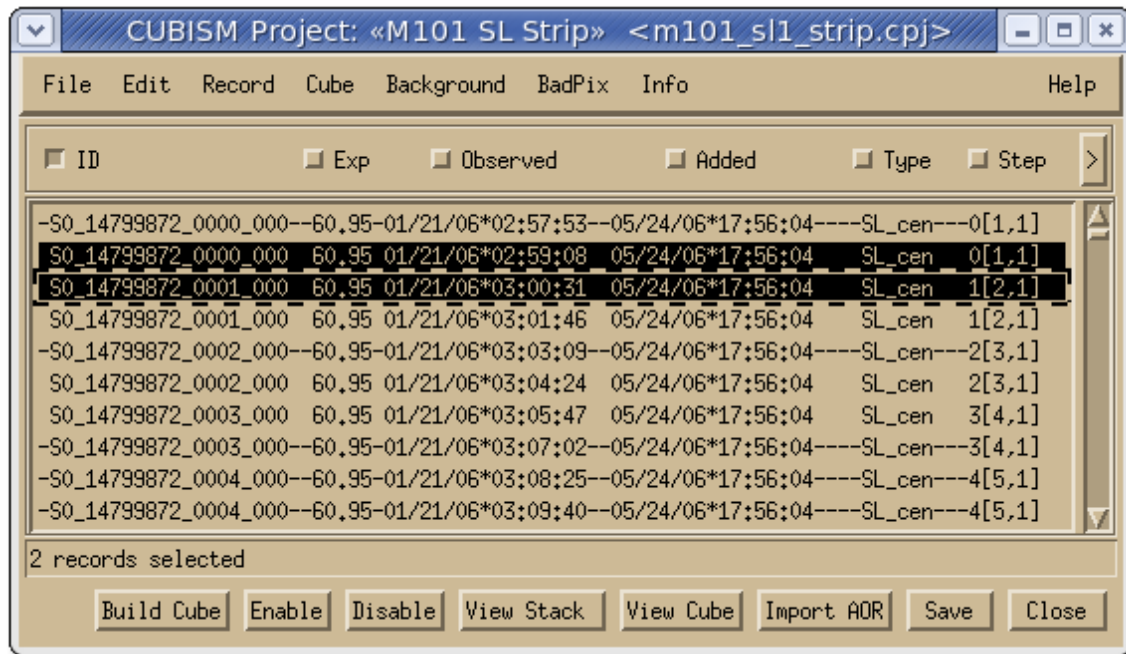 CUBISM Project: «M101 SL Strip» <m101_sl1_strip.cpj>
File Edit Record Cube Background BadPix Info Help
ID Exp Observed Added Type Step >
-S0_14799872_0000_000--60.95-01/21/06*02:57:53--05/24/06*17:56:04----SL_cen---0[1,1]
S0_14799872_0000_000 60.95 01/21/06*02:59:08 05/24/06*17:56:04 SL_cen 0[1,1]
S0_14799872_0001_000 60.95 01/21/06*03:00:31 05/24/06*17:56:04 SL_cen 1[2,1]
S0_14799872_0001_000 60.95 01/21/06*03:01:46 05/24/06*17:56:04 SL_cen 1[2,1]
-S0_14799872_0002_000--60.95-01/21/06*03:03:09--05/24/06*17:56:04----SL_cen---2[3,1]
S0_14799872_0002_000 60.95 01/21/06*03:04:24 05/24/06*17:56:04 SL_cen 2[3,1]
S0_14799872_0003_000 60.95 01/21/06*03:05:47 05/24/06*17:56:04 SL_cen 3[4,1]
-S0_14799872_0003_000--60.95-01/21/06*03:07:02--05/24/06*17:56:04----SL_cen---3[4,1]
-S0_14799872_0004_000--60.95-01/21/06*03:08:25--05/24/06*17:56:04----SL_cen---4[5,1]
-S0_14799872_0004_000--60.95-01/21/06*03:09:40--05/24/06*17:56:04----SL_cen---4[5,1]
2 records selected
Build Cube Enable Disable View Stack View Cube Import AOR Save Close